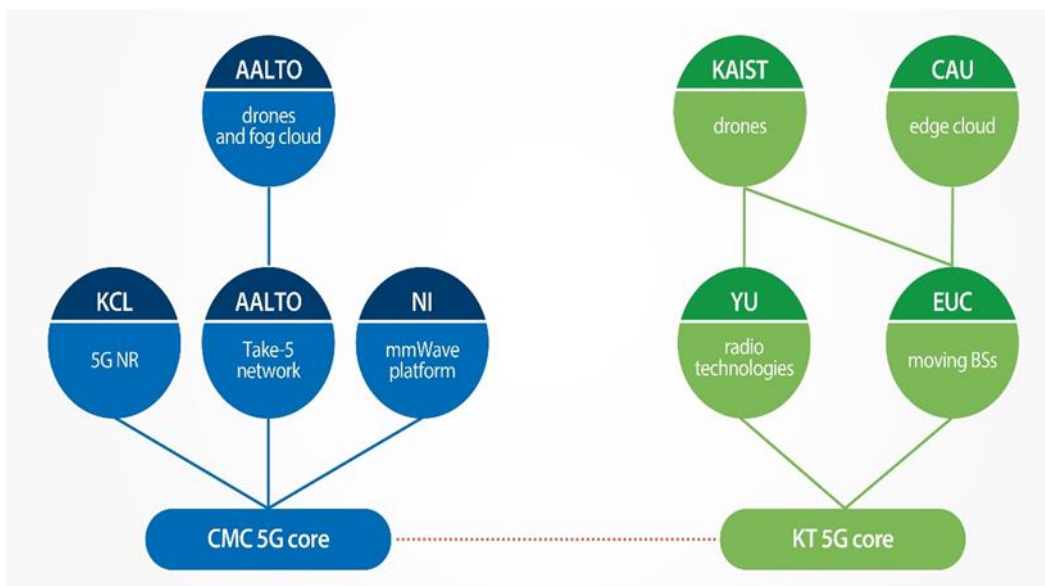 AALTO
drones
and fog cloud
KAIST
drones
CAU
edge cloud
KCL
5G NR
AALTO
Take-5
network
NI
mmWave
platform
YU
radio
technologies
EUC
moving BSs
CMC 5G core
KT 5G core